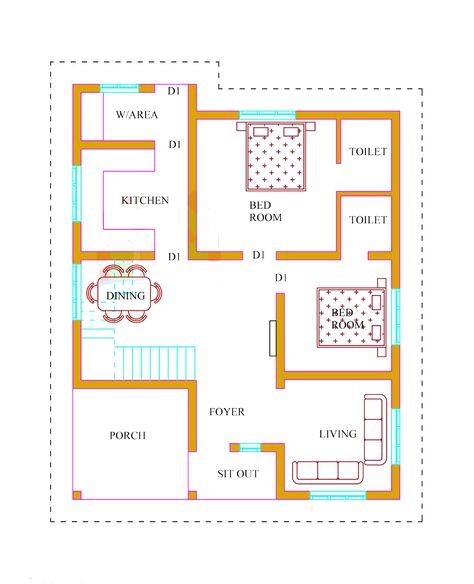 D1
W/AREA
D1
TOILET
KITCHEN
BED
ROOM
TOILET
D1
D1
D1
DINING
BED
ROOM
FOYER
PORCH
LIVING
SIT OUT